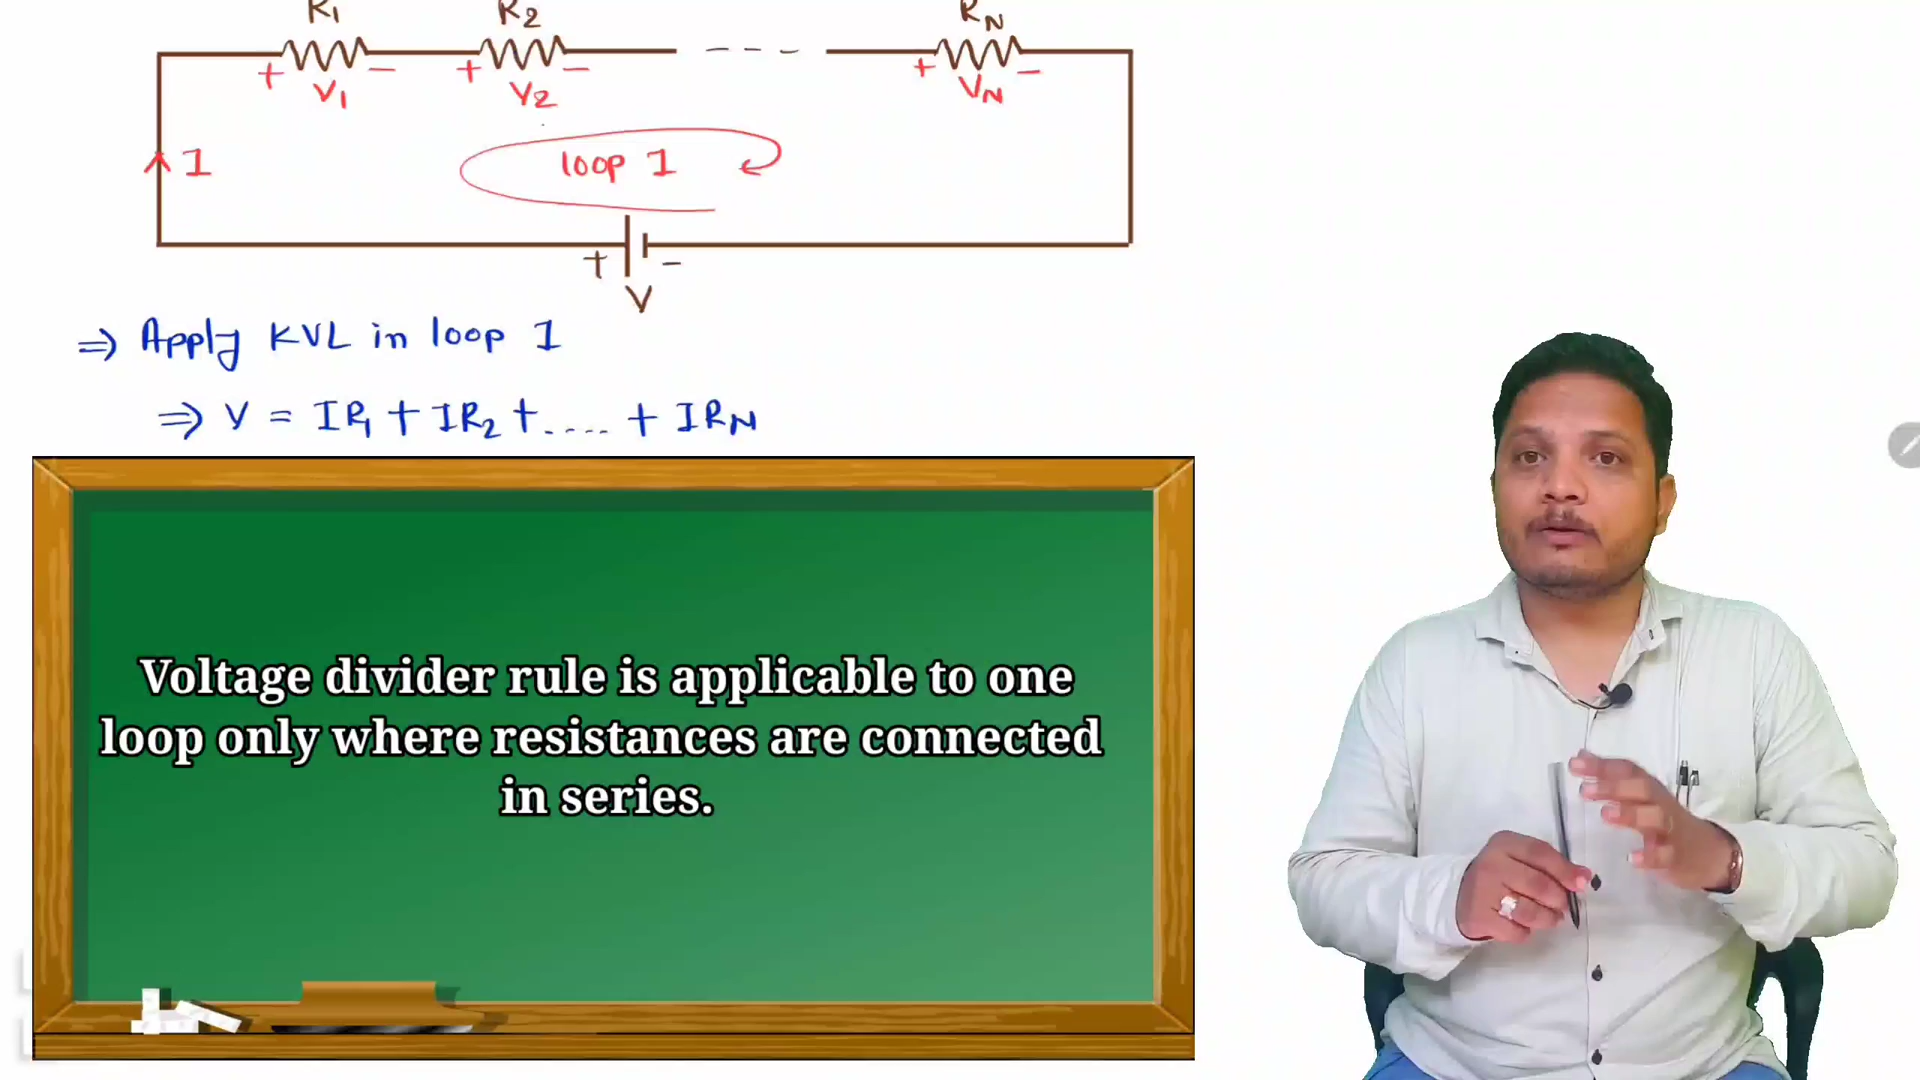 R1 R2 RN
+ - + - ---- + -
V1 V2 VN
I
loop 1
+ -
V
⇒ Apply KVL in loop 1
⇒ V = IR1 + IR2 + ..... + IRN
Voltage divider rule is applicable to one
loop only where resistances are connected
in series.